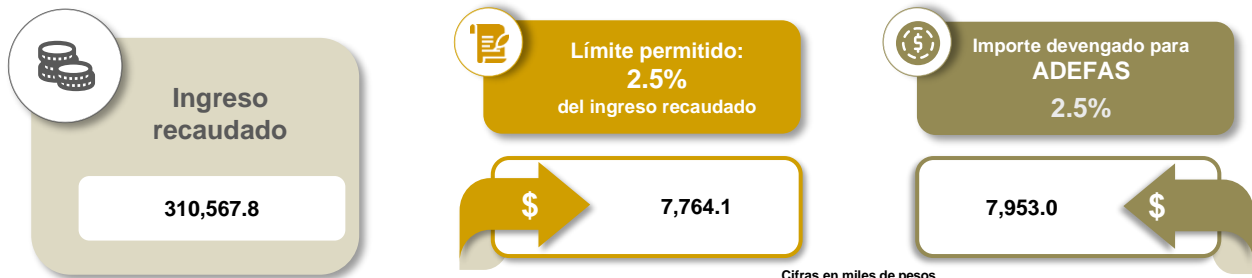 Ingreso
recaudado
310,567.8
Límite permitido:
2.5%
del ingreso recaudado
$
7,764.1
Importe devengado para
ADEFAS
2.5%
7,953.0
$
Cifras en miles de pesos